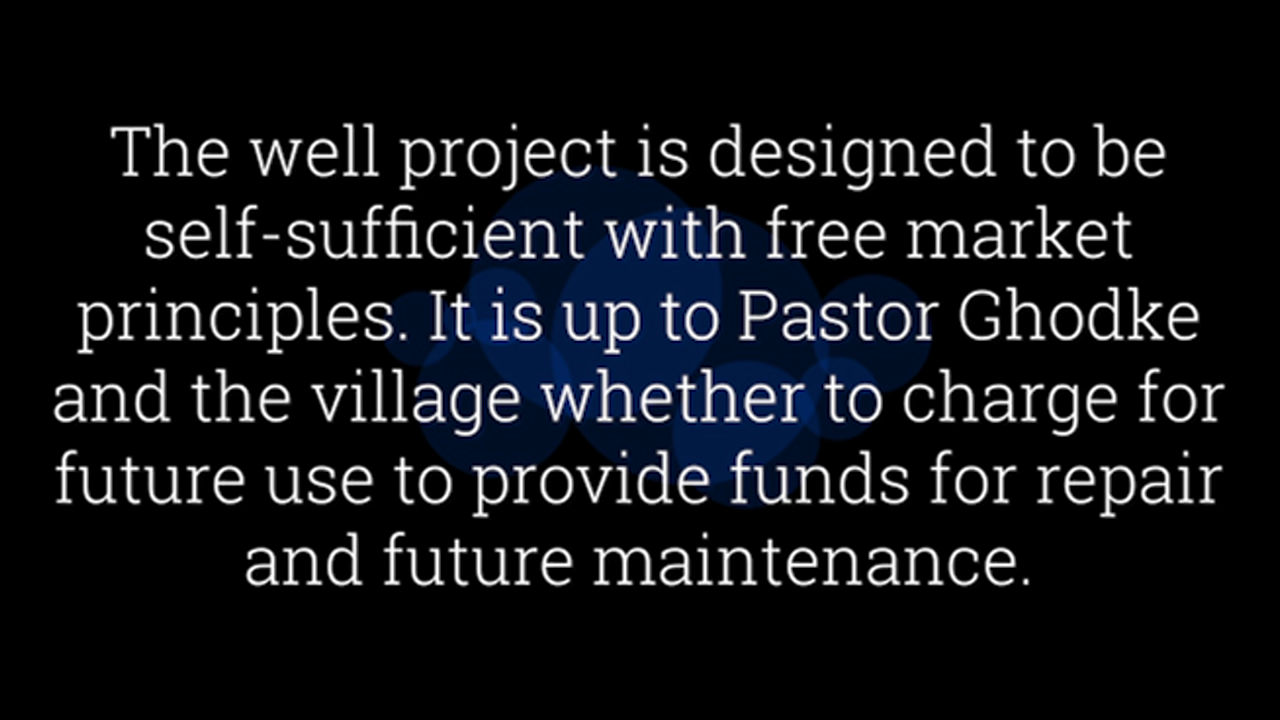 The well project is designed to be
self-sufficient with free market
principles. It is up to Pastor Ghodke
and the village whether to charge for
future use to provide funds for repair
and future maintenance.